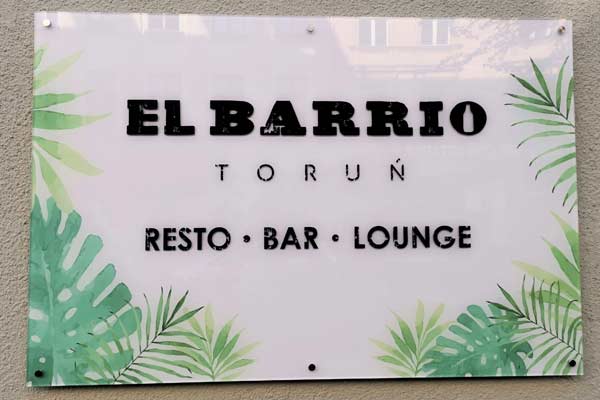 EL BARRIO
TORUŃ
RESTO • BAR • LOUNGE